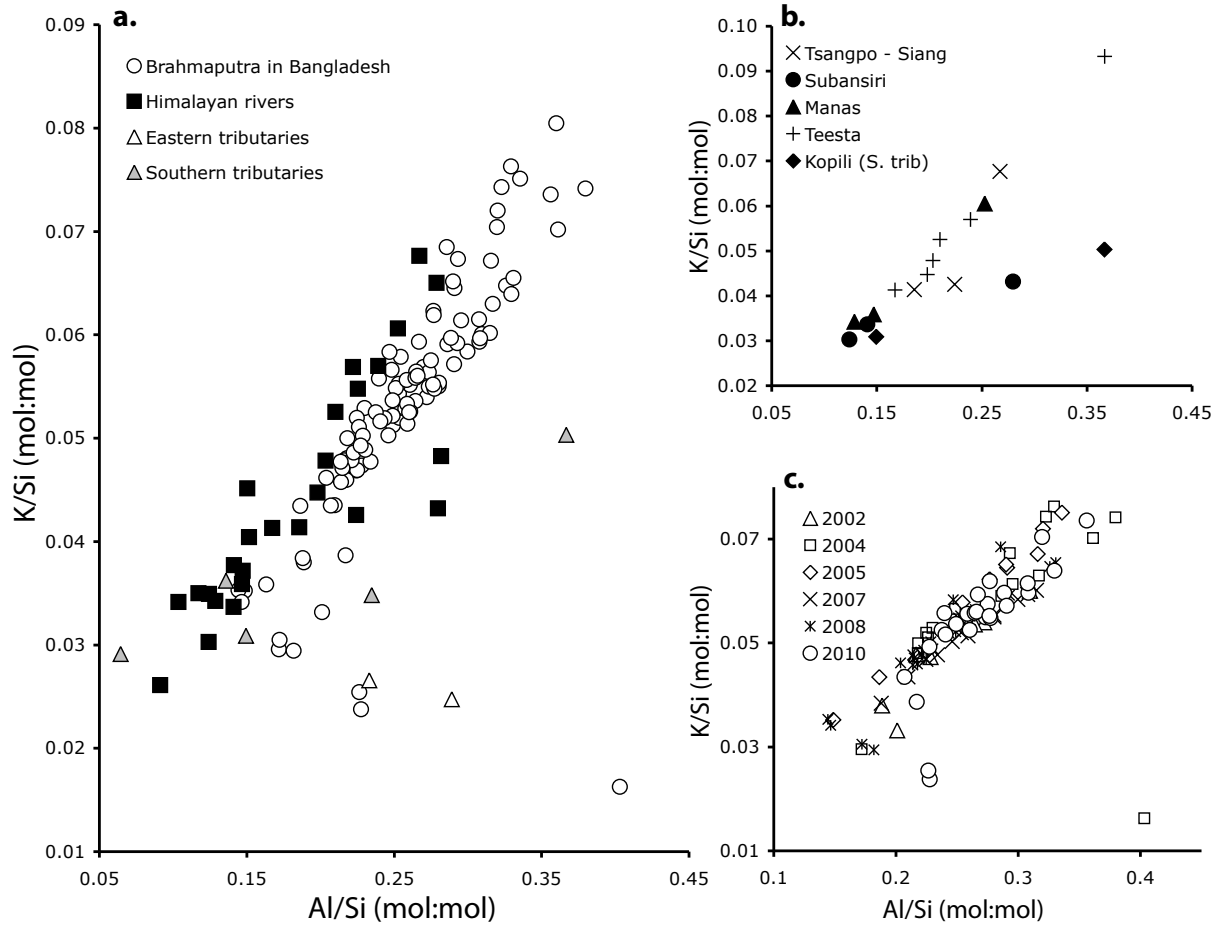 a.
Brahmaputra in Bangladesh
Himalayan rivers
Eastern tributaries
Southern tributaries
K/Si (mol:mol)
0.09
0.08
0.07
0.06
0.05
0.04
0.03
0.02
0.01
0.05
0.15
0.25
0.35
0.45
Al/Si (mol:mol)
b.
Tsangpo - Siang
Subansiri
Manas
Teesta
Kopili (S. trib)
K/Si (mol:mol)
0.10
0.09
0.08
0.07
0.06
0.05
0.04
0.03
0.02
0.05
0.15
0.25
0.35
0.45
c.
2002
2004
2005
2007
2008
2010
K/Si (mol:mol)
0.07
0.05
0.03
0.01
0.1
0.2
0.3
0.4
Al/Si (mol:mol)